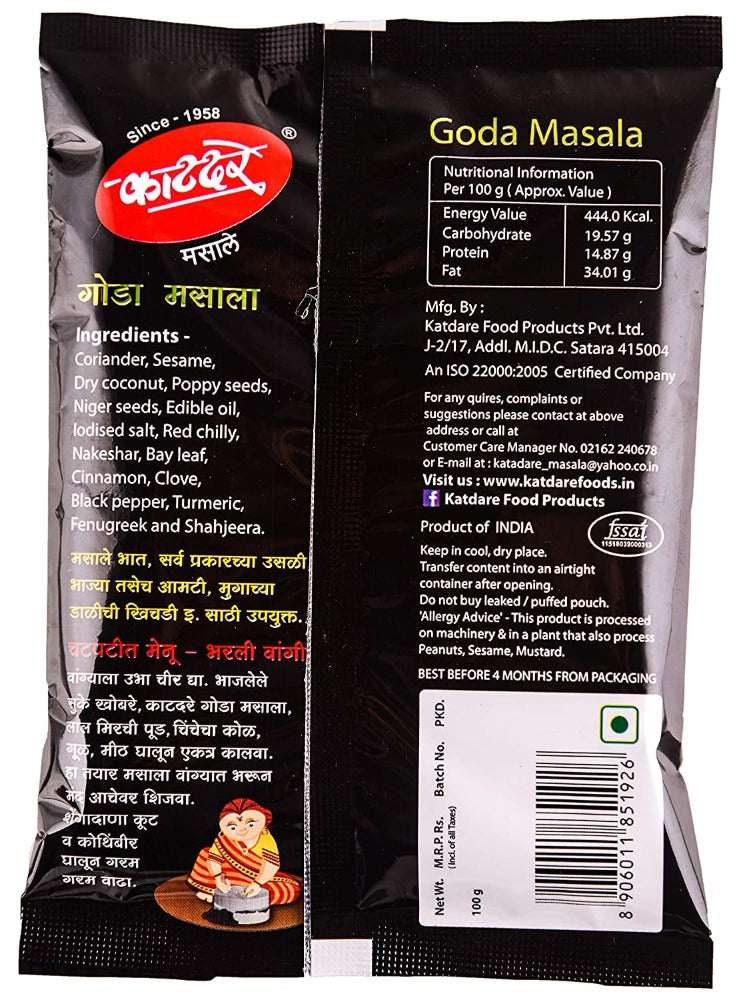 Since - 1958
काटदरे
®
मसाले
गोडा मसाला
Ingredients -
Coriander, Sesame,
Dry coconut, Poppy seeds,
Niger seeds, Edible oil,
Iodised salt, Red chilly,
Nakeshar, Bay leaf,
Cinnamon, Clove,
Black pepper, Turmeric,
Fenugreek and Shahjeera.
मसाले भात, सर्व प्रकारच्या उसळी
भाज्या तसेच आमटी, मुगाच्या
डाळीची खिचडी इ. साठी उपयुक्त.
चटपटीत मेनू – भरली वांगी
वांग्याला उभा चीर द्या. भाजलेले
सुके खोबरे, काटदरे गोडा मसाला,
लाल मिरची पूड, चिंचेचा कोळ,
गूळ, मीठ घालून एकत्र कालवा.
हा तयार मसाला वांग्यात भरून
मंद आचेवर शिजवा.
शेंगादाणा कूट
व कोथिंबीर
घालून गरम
गरम वाढा.
Goda Masala
Nutritional Information
Per 100 g ( Approx. Value )
Energy Value 444.0 Kcal.
Carbohydrate 19.57 g
Protein 14.87 g
Fat 34.01 g
Mfg. By :
Katdare Food Products Pvt. Ltd.
J-2/17, Addl. M.I.D.C. Satara 415004
An ISO 22000:2005 Certified Company
For any quires, complaints or
suggestions please contact at above
address or call at
Customer Care Manager No. 02162 240678
or E-mail at : katadare_masala@yahoo.co.in
Visit us : www.katdarefoods.in
f Katdare Food Products
Product of INDIA
fssai
11518039000313
Keep in cool, dry place.
Transfer content into an airtight
container after opening.
Do not buy leaked / puffed pouch.
'Allergy Advice' - This product is processed
on machinery & in a plant that also process
Peanuts, Sesame, Mustard.
BEST BEFORE 4 MONTHS FROM PACKAGING
PKD.
Batch No.
M.R.P. Rs.
(Incl. of all Taxes)
Net Wt.
100 g
8 906011 851926